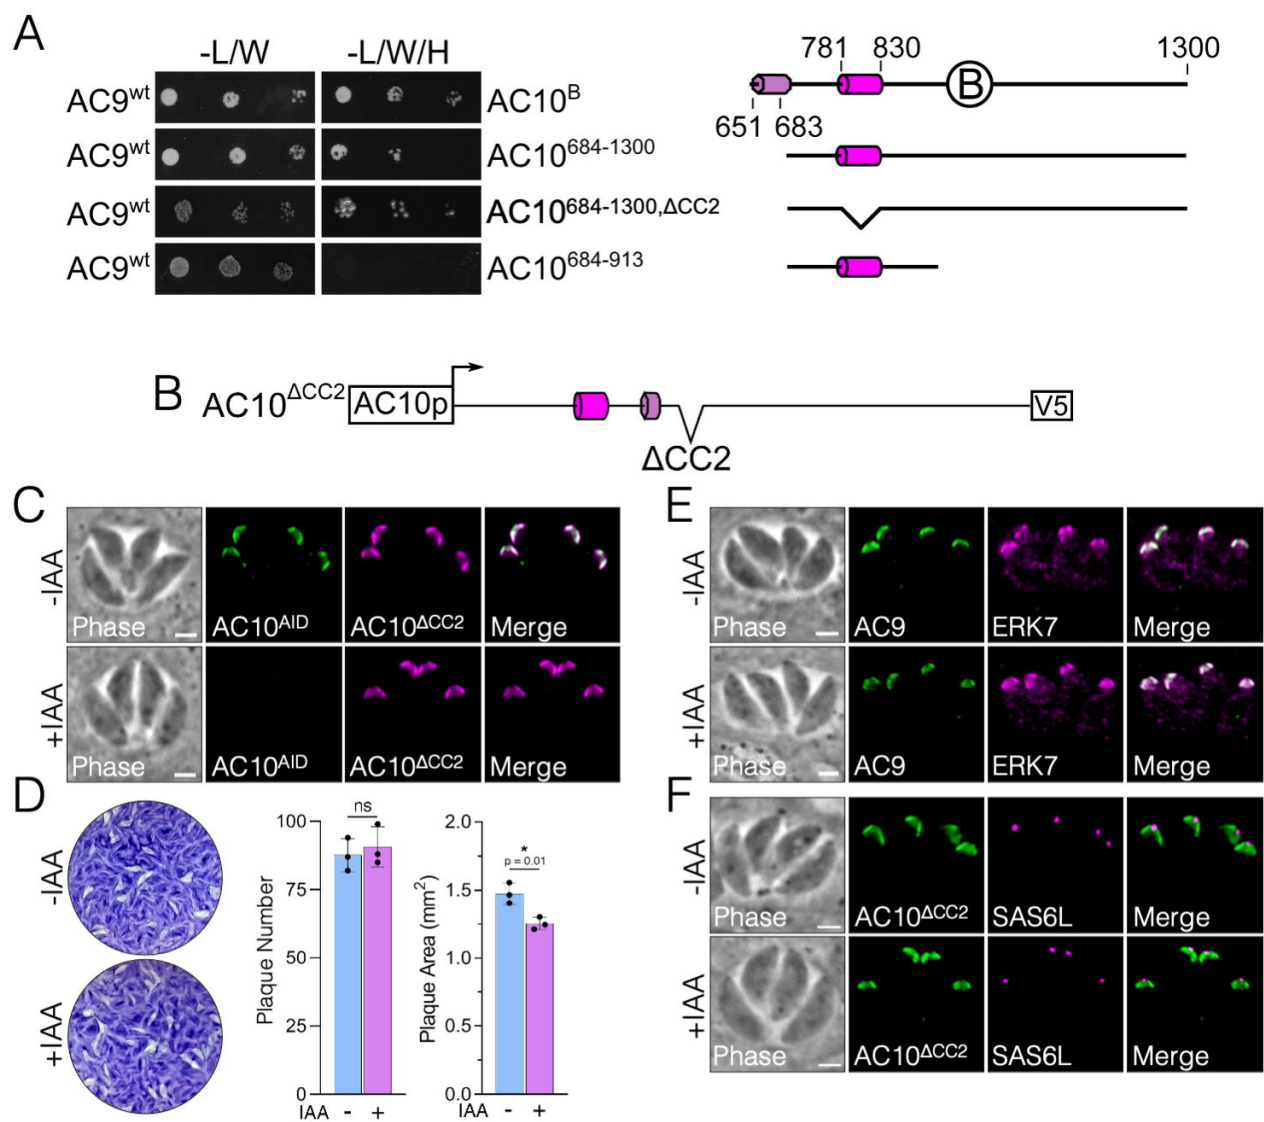 A
-L/W
-L/W/H
AC9wt
AC10B
AC9wt
AC10684-1300
AC9wt
AC10684-1300,ΔCC2
AC9wt
AC10684-913
781 830 1300
B
651 683
B
AC10ΔCC2
AC10p
V5
ΔCC2
C
-IAA
Phase
AC10AID
AC10ΔCC2
Merge
+IAA
Phase
AC10AID
AC10ΔCC2
Merge
D
-IAA
+IAA
Plaque Number
100
75
50
25
0
ns
IAA - +
Plaque Area (mm2)
2.0
1.5
1.0
0.5
0.0
*
p = 0.01
IAA - +
E
-IAA
Phase
AC9
ERK7
Merge
+IAA
Phase
AC9
ERK7
Merge
F
-IAA
Phase
AC10ΔCC2
SAS6L
Merge
+IAA
Phase
AC10ΔCC2
SAS6L
Merge